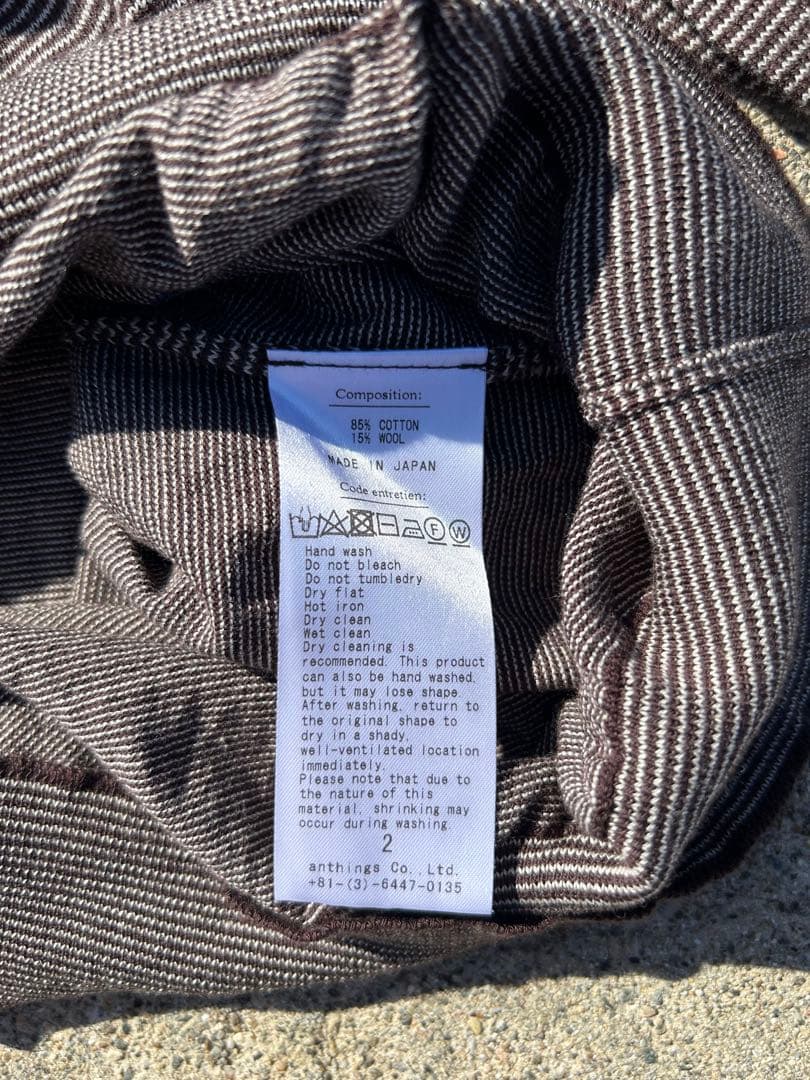 Composition:
85% COTTON
15% WOOL
MADE IN JAPAN
Code entretien:
F W
Hand wash
Do not bleach
Do not tumbledry
Dry flat
Hot iron
Dry clean
Wet clean
Dry cleaning is
recommended. This product
can also be hand washed,
but it may lose shape.
After washing, return to
the original shape to
dry in a shady,
well-ventilated location
immediately.
Please note that due to
the nature of this
material, shrinking may
occur during washing.
2
anthings Co., Ltd.
+81-(3)-6447-0135